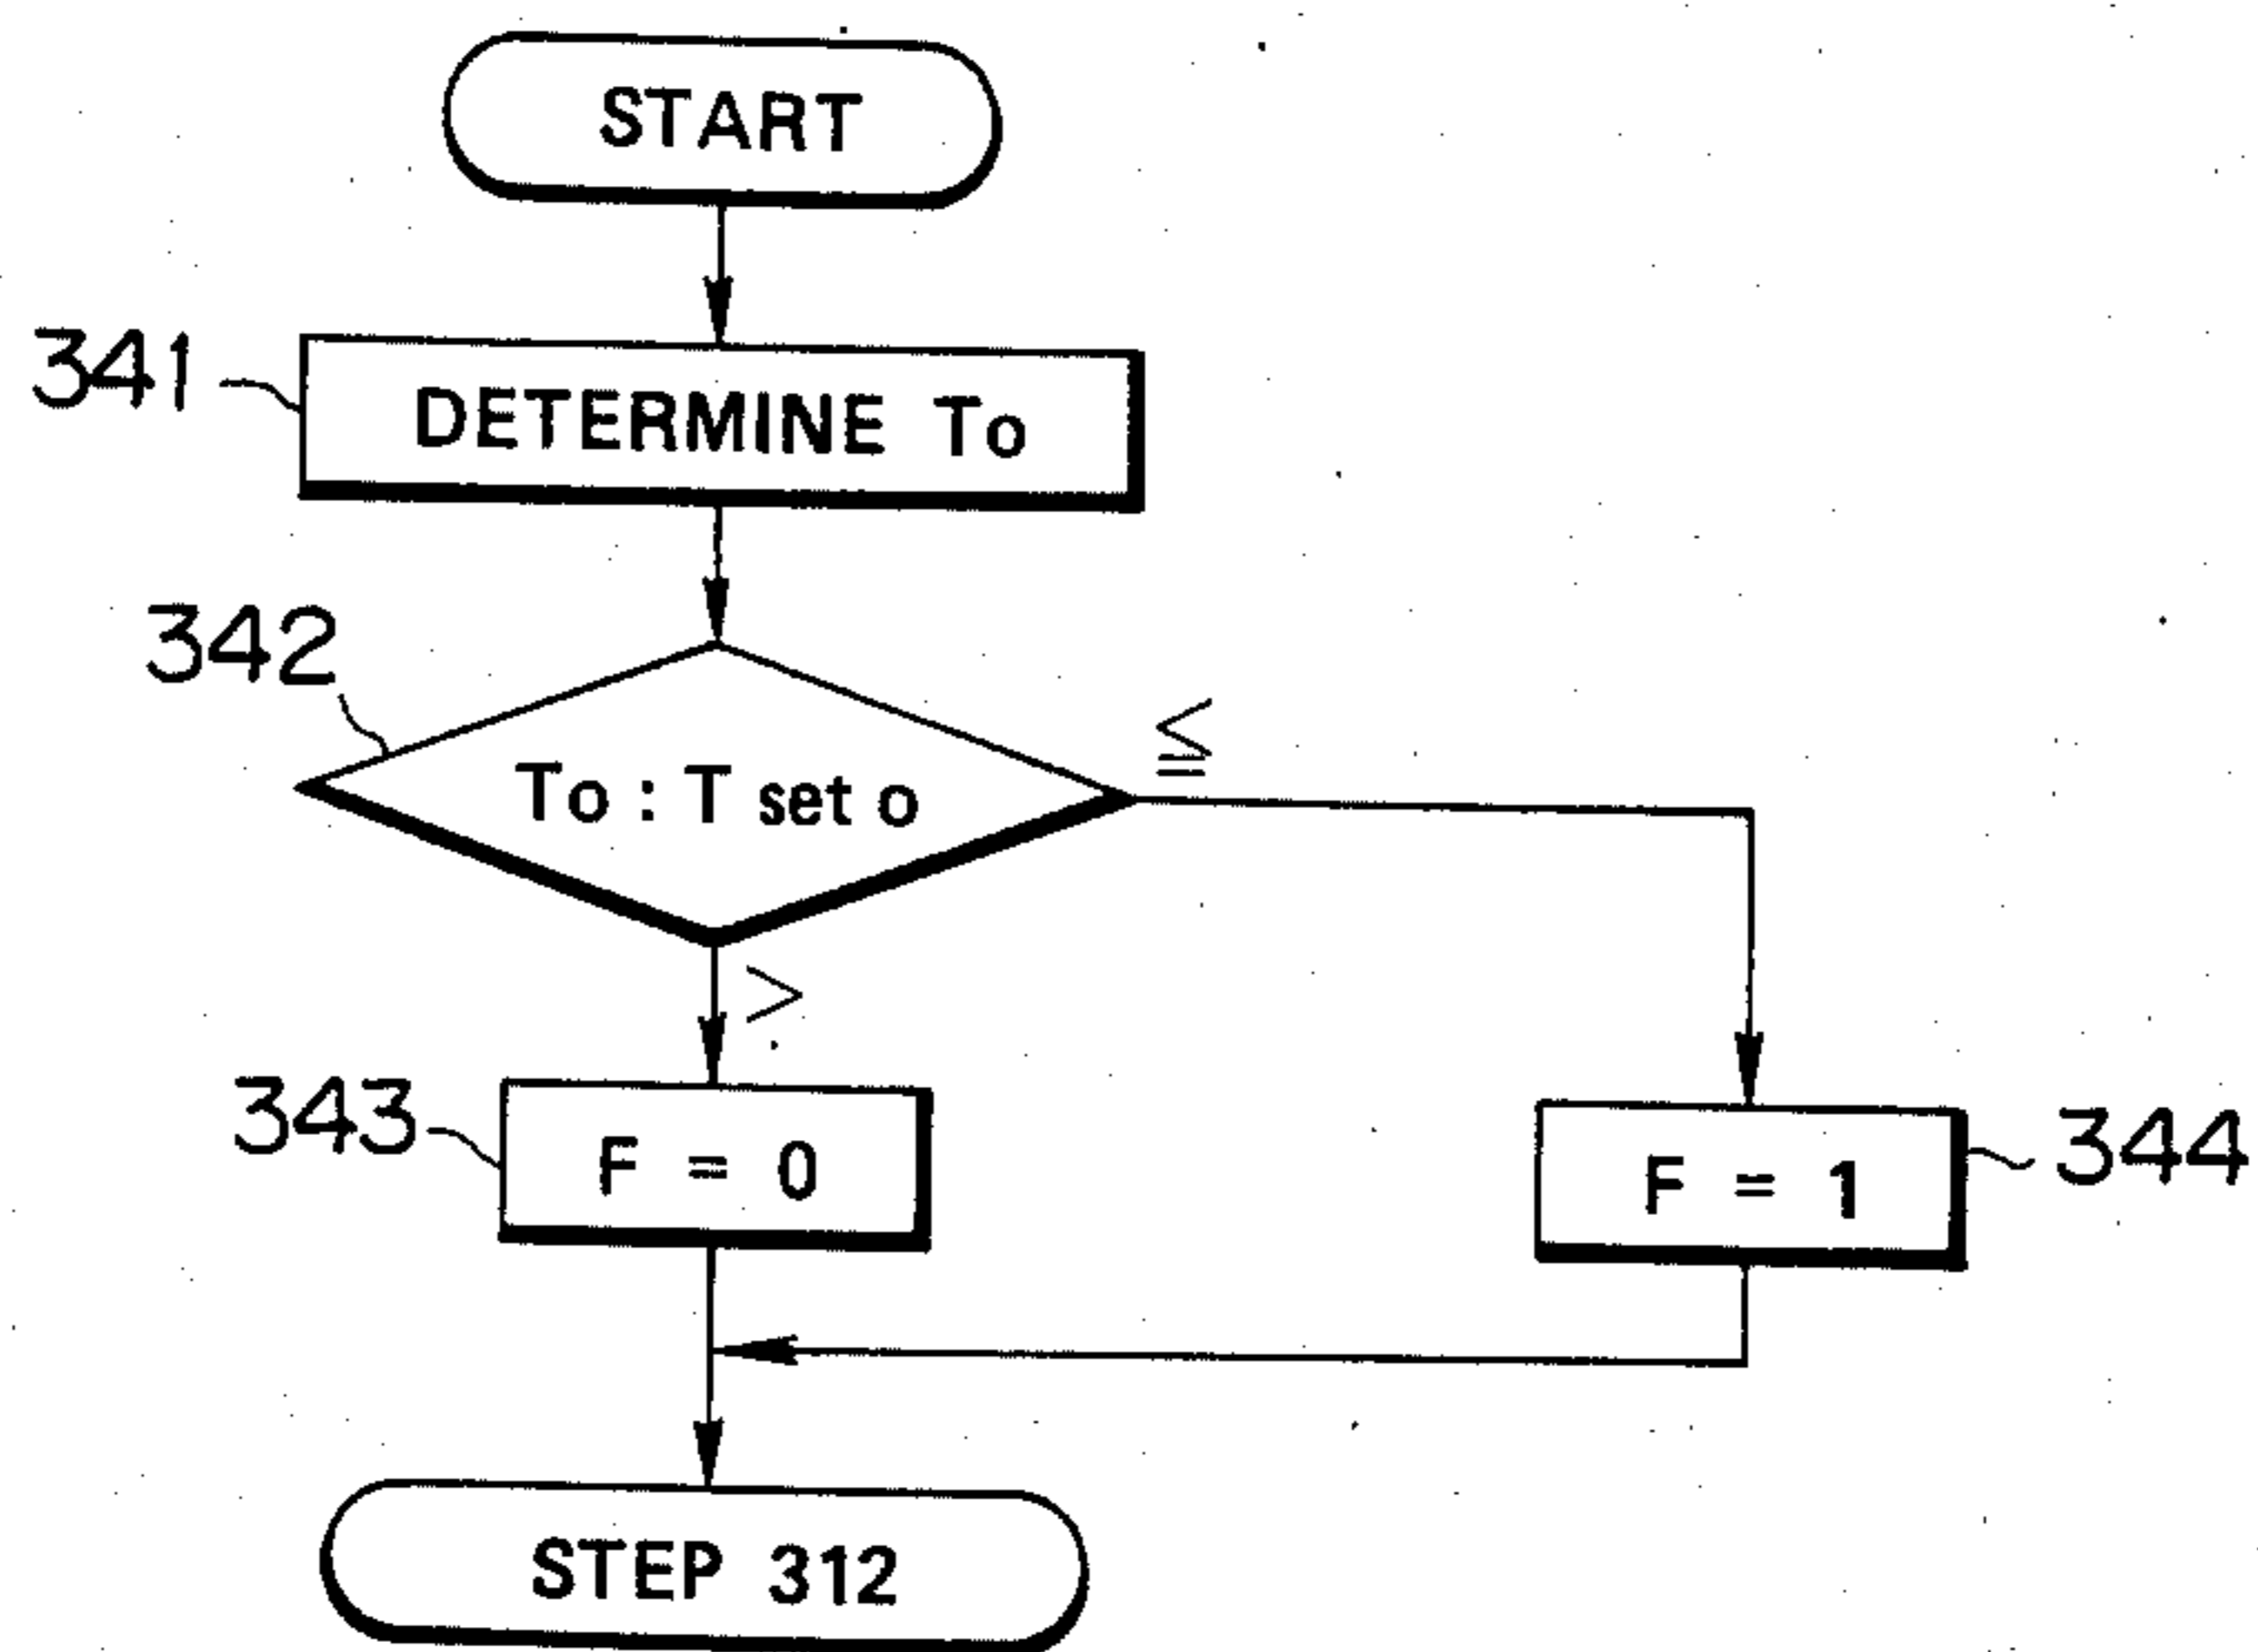 START
341
DETERMINE To
342
To : T set o
≦
>
343
F = 0
F = 1
344
STEP 312